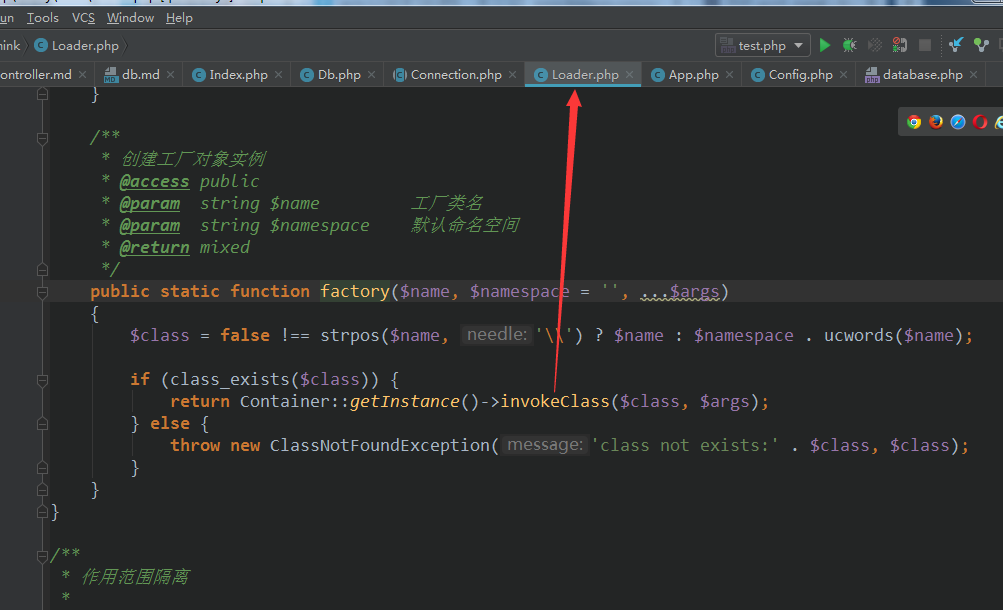 un Tools VCS Window Help
hink Loader.php test.php
ontroller.md db.md Index.php Db.php Connection.php Loader.php App.php Config.php database.php
}
/**
* 创建工厂对象实例
* @access public
* @param string $name 工厂类名
* @param string $namespace 默认命名空间
* @return mixed
*/
public static function factory($name, $namespace = '', ...$args)
{
$class = false !== strpos($name, needle: '\\') ? $name : $namespace . ucwords($name);
if (class_exists($class)) {
return Container::getInstance()->invokeClass($class, $args);
} else {
throw new ClassNotFoundException( message: 'class not exists:' . $class, $class);
}
}
}
/**
* 作用范围隔离
*